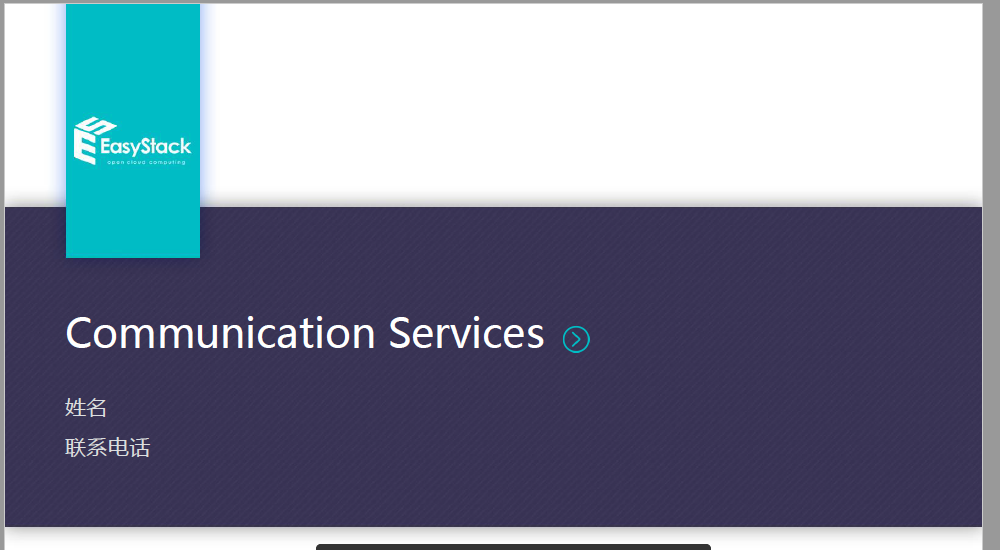 EasyStack
open cloud computing
Communication Services
姓名
联系电话